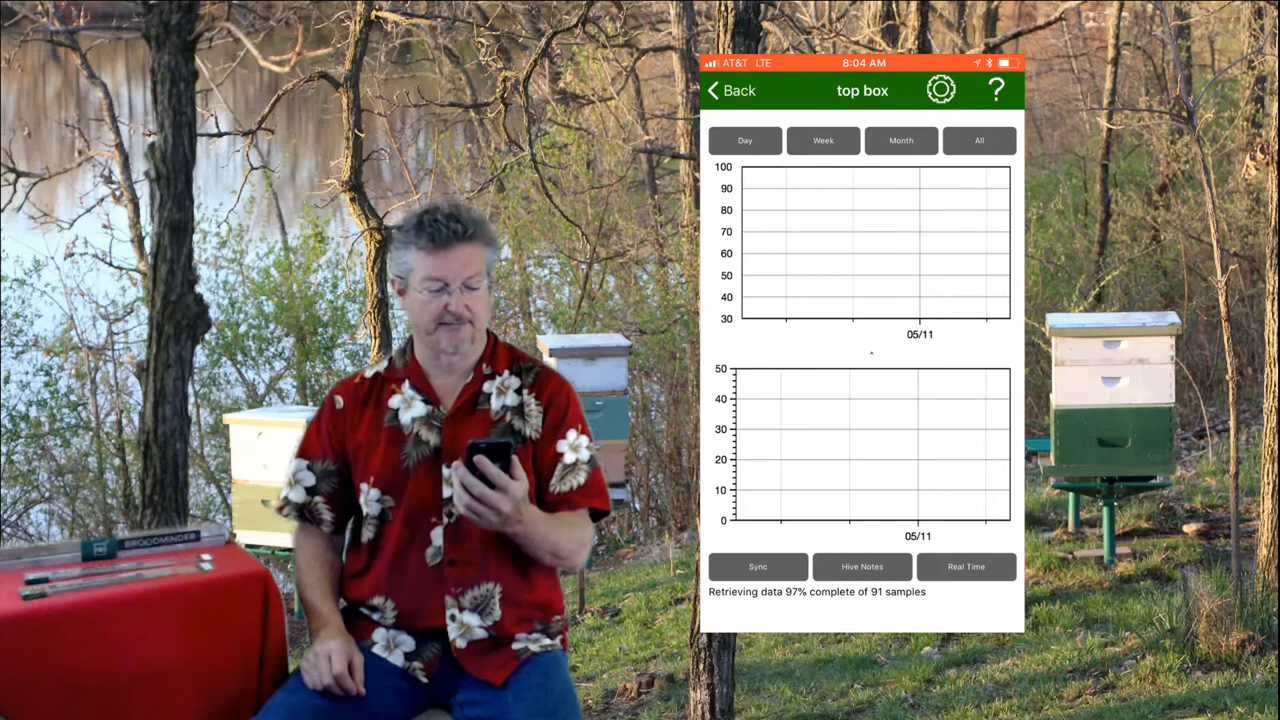 AT&T LTE 8:04 AM
Back top box ?
Day Week Month All
100
90
80
70
60
50
40
30
05/11
^
50
40
30
20
10
0
05/11
Sync Hive Notes Real Time
Retrieving data 97% complete of 91 samples
BROODMINDER